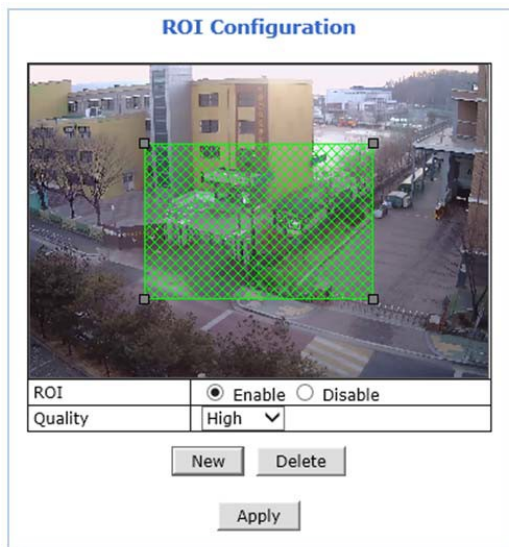 ROI Configuration
ROI Enable Disable
Quality High
New Delete
Apply